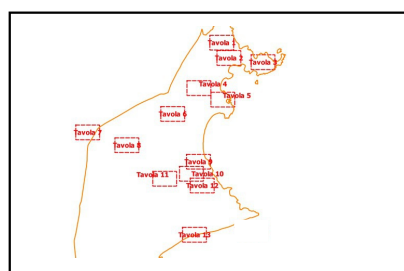 Tavola 1
Tavola 2
Tavola 3
Tavola 4
Tavola 5
Tavola 6
Tavola 7
Tavola 8
Tavola 9
Tavola 10
Tavola 11
Tavola 12
Tavola 13